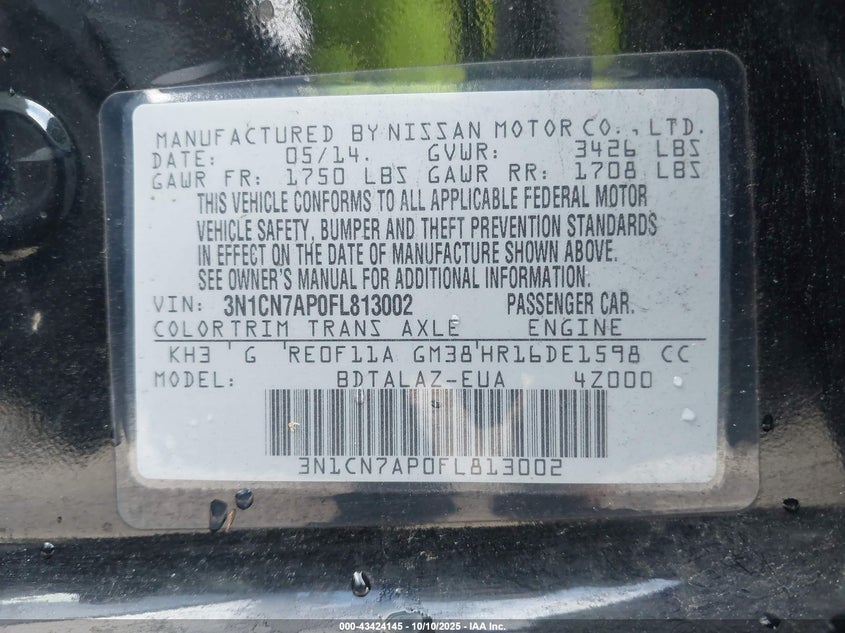 MANUFACTURED BY NISSAN MOTOR CO., LTD.
DATE: 05/14. GVWR: 3426 LBS
GAWR FR: 1750 LBS GAWR RR: 1708 LBS
THIS VEHICLE CONFORMS TO ALL APPLICABLE FEDERAL MOTOR
VEHICLE SAFETY, BUMPER AND THEFT PREVENTION STANDARDS
IN EFFECT ON THE DATE OF MANUFACTURE SHOWN ABOVE.
SEE OWNER'S MANUAL FOR ADDITIONAL INFORMATION.
VIN: 3N1CN7AP0FL813002 PASSENGER CAR.
COLOR TRIM TRANS AXLE ENGINE
KH3 G RE0F11A GM38 HR16DE1598 CC
MODEL: BDTALAZ-EUA 4Z000
3N1CN7AP0FL813002
000-43424145 - 10/10/2025 - IAA Inc.